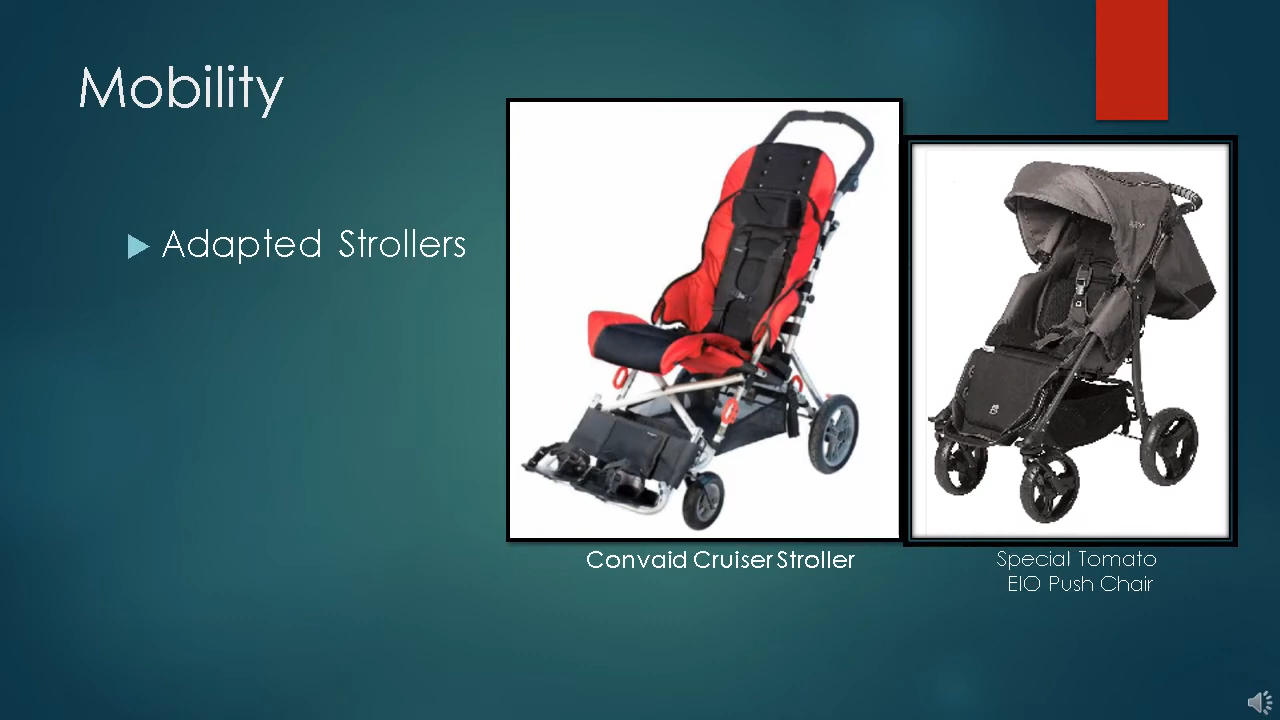 Mobility
Adapted Strollers
Convaid Cruiser Stroller
Special Tomato
EIO Push Chair